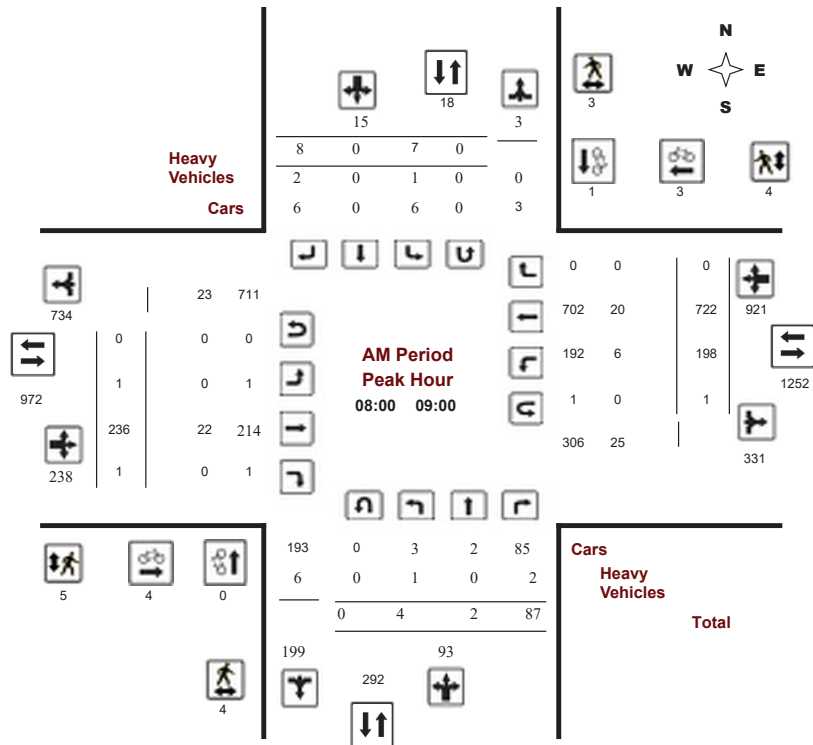 N
W E
S
18
3
15 3
8 0 7 0
Heavy
Vehicles
2 0 1 0 0
1 3 4
Cars
6 0 6 0 3
0 0 0
23 711
734
702 20 722 921
0 0 0
AM Period
Peak Hour
192 6 198
1252
972
1 0 1
08:00 09:00
1 0 1
236 22 214
306 25
331
238 1 0 1
193 0 3 2 85
Cars
6 0 1 0 2
Heavy
Vehicles
5 4 0
0 4 2 87
Total
199 93
292
4